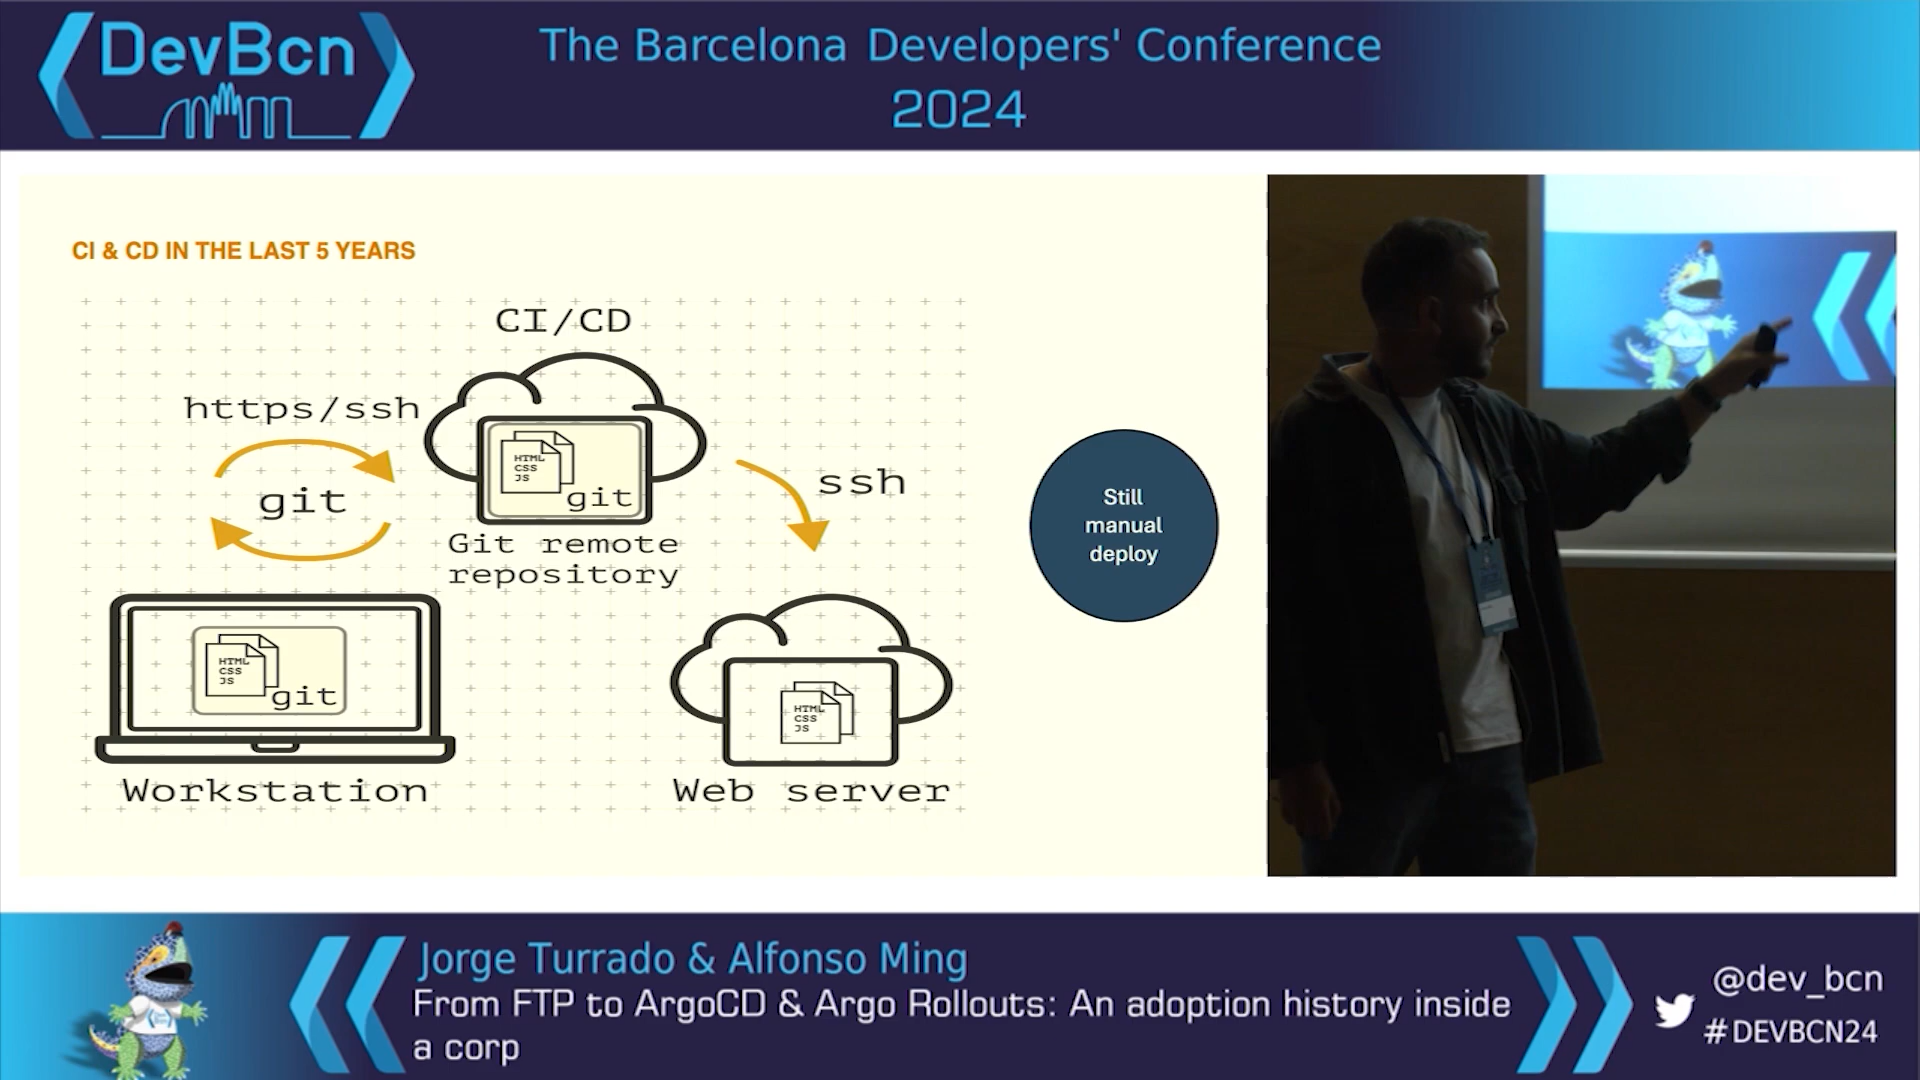 DevBcn
The Barcelona Developers' Conference
2024
CI & CD IN THE LAST 5 YEARS
CI/CD
https/ssh
git
HTML
CSS
JS
git
ssh
Git remote
repository
HTML
CSS
JS
git
HTML
CSS
JS
Workstation
Web server
Still
manual
deploy
Jorge Turrado & Alfonso Ming
From FTP to ArgoCD & Argo Rollouts: An adoption history inside
a corp
@dev_bcn
#DEVBCN24